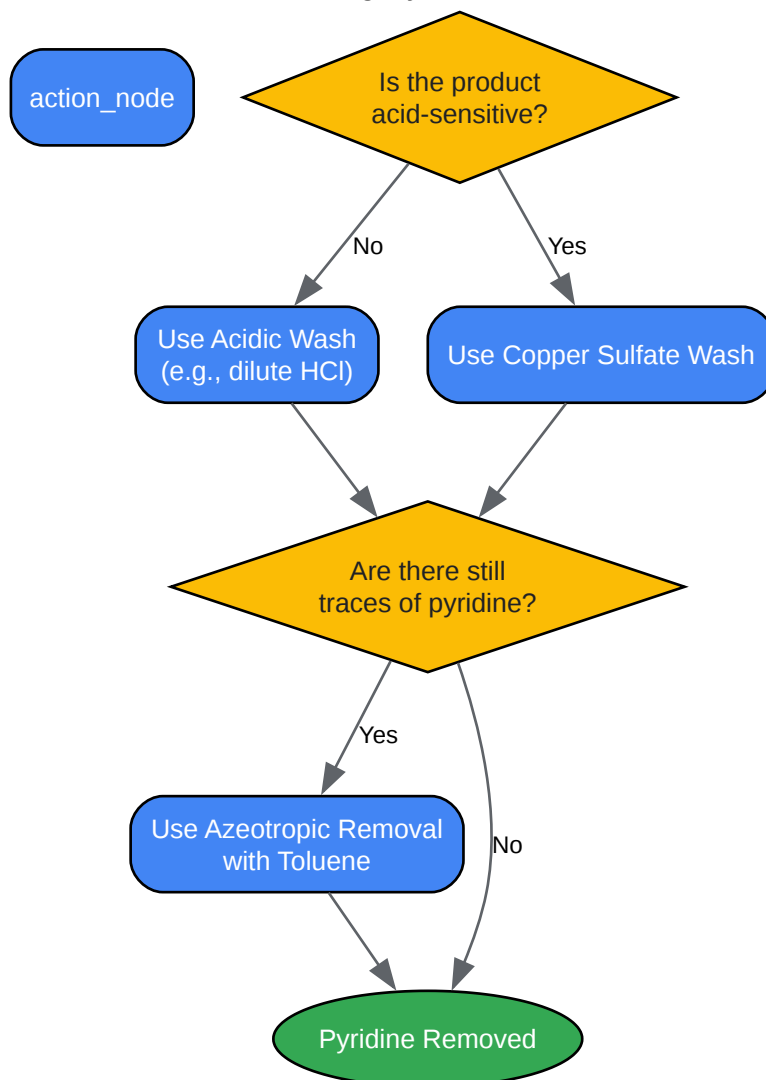 action_node
Is the product
acid-sensitive?
No
Yes
Use Acidic Wash
(e.g., dilute HCl)
Use Copper Sulfate Wash
Are there still
traces of pyridine?
Yes
Use Azeotropic Removal
with Toluene
No
Pyridine Removed